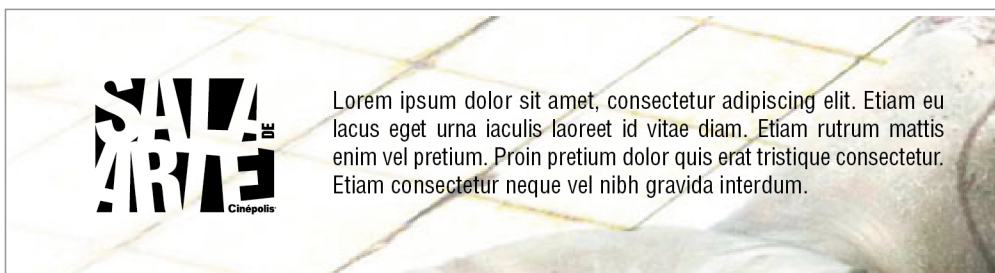 SALA
DE
ARTE
Cinépolis
Lorem ipsum dolor sit amet, consectetur adipiscing elit. Etiam eu
lacus eget urna iaculis laoreet id vitae diam. Etiam rutrum mattis
enim vel pretium. Proin pretium dolor quis erat tristique consectetur.
Etiam consectetur neque vel nibh gravida interdum.